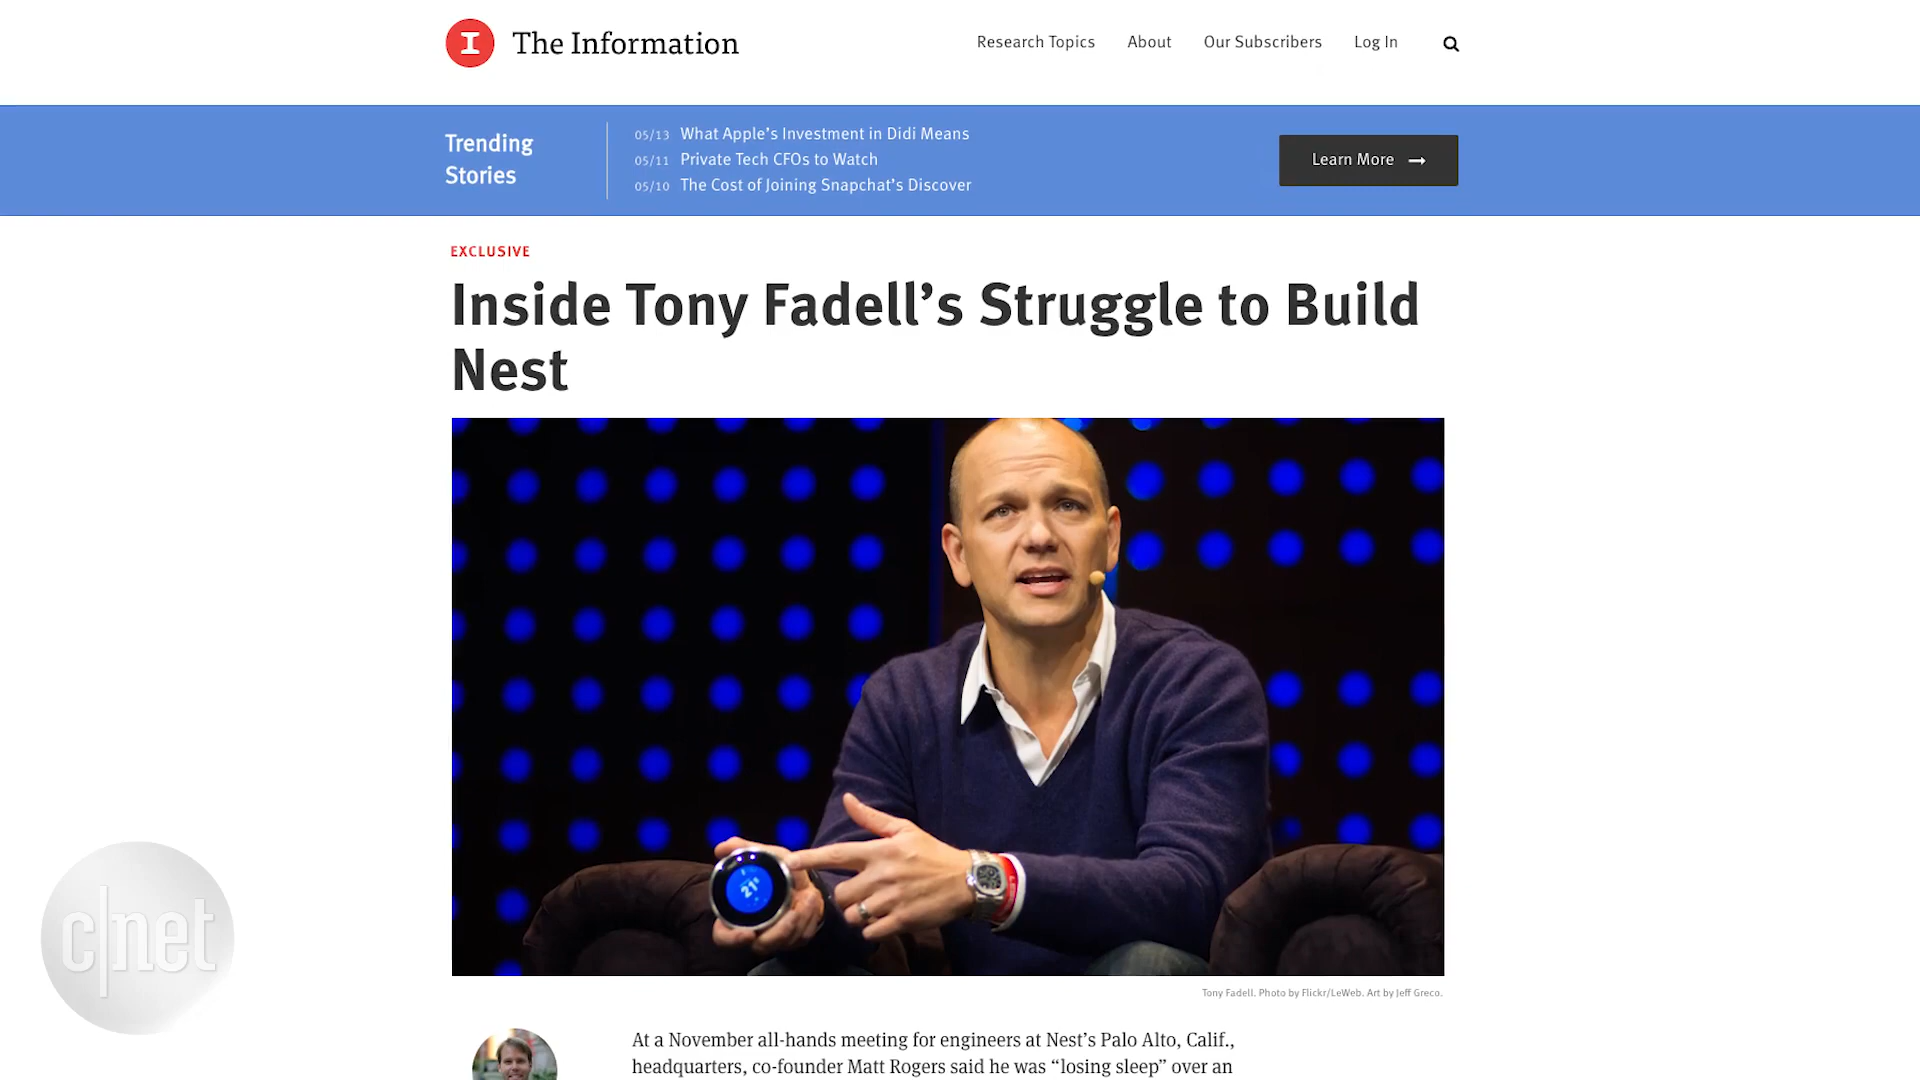 I The Information
Research Topics About Our Subscribers Log In
Trending
Stories
05/13 What Apple’s Investment in Didi Means
05/11 Private Tech CFOs to Watch
05/10 The Cost of Joining Snapchat’s Discover
Learn More →
EXCLUSIVE
Inside Tony Fadell’s Struggle to Build
Nest
21°
Tony Fadell. Photo by Flickr/LeWeb. Art by Jeff Greco.
c|net
At a November all-hands meeting for engineers at Nest’s Palo Alto, Calif.,
headquarters, co-founder Matt Rogers said he was “losing sleep” over an